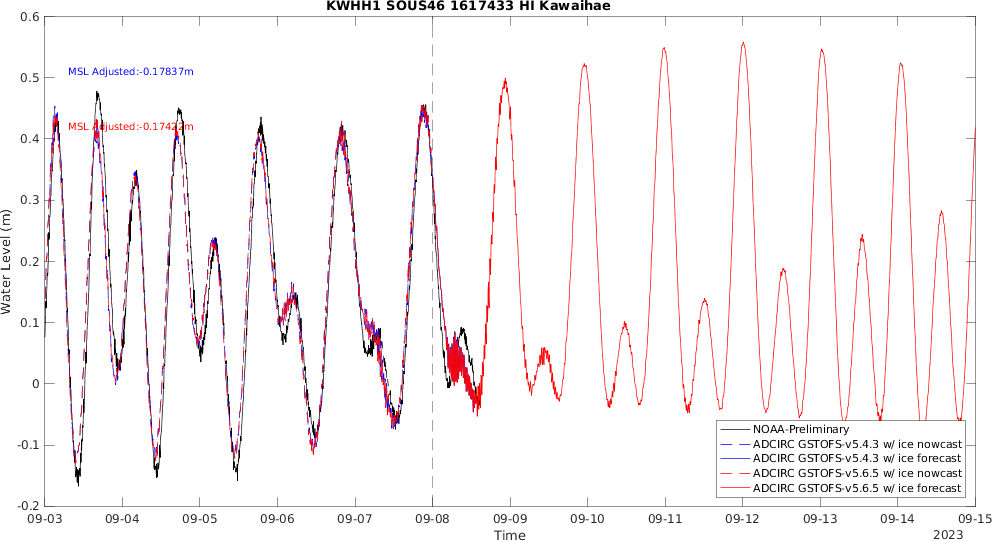 KWHH1 SOUS46 1617433 HI Kawaihae
0.6
0.5
0.4
0.3
0.2
0.1
0
-0.1
-0.2
Water Level (m)
MSL Adjusted:-0.17837m
MSL Adjusted:-0.17422m
NOAA-Preliminary
ADCIRC GSTOFS-v5.4.3 w/ ice nowcast
ADCIRC GSTOFS-v5.4.3 w/ ice forecast
ADCIRC GSTOFS-v5.6.5 w/ ice nowcast
ADCIRC GSTOFS-v5.6.5 w/ ice forecast
09-03 09-04 09-05 09-06 09-07 09-08 09-09 09-10 09-11 09-12 09-13 09-14 09-15
Time
2023